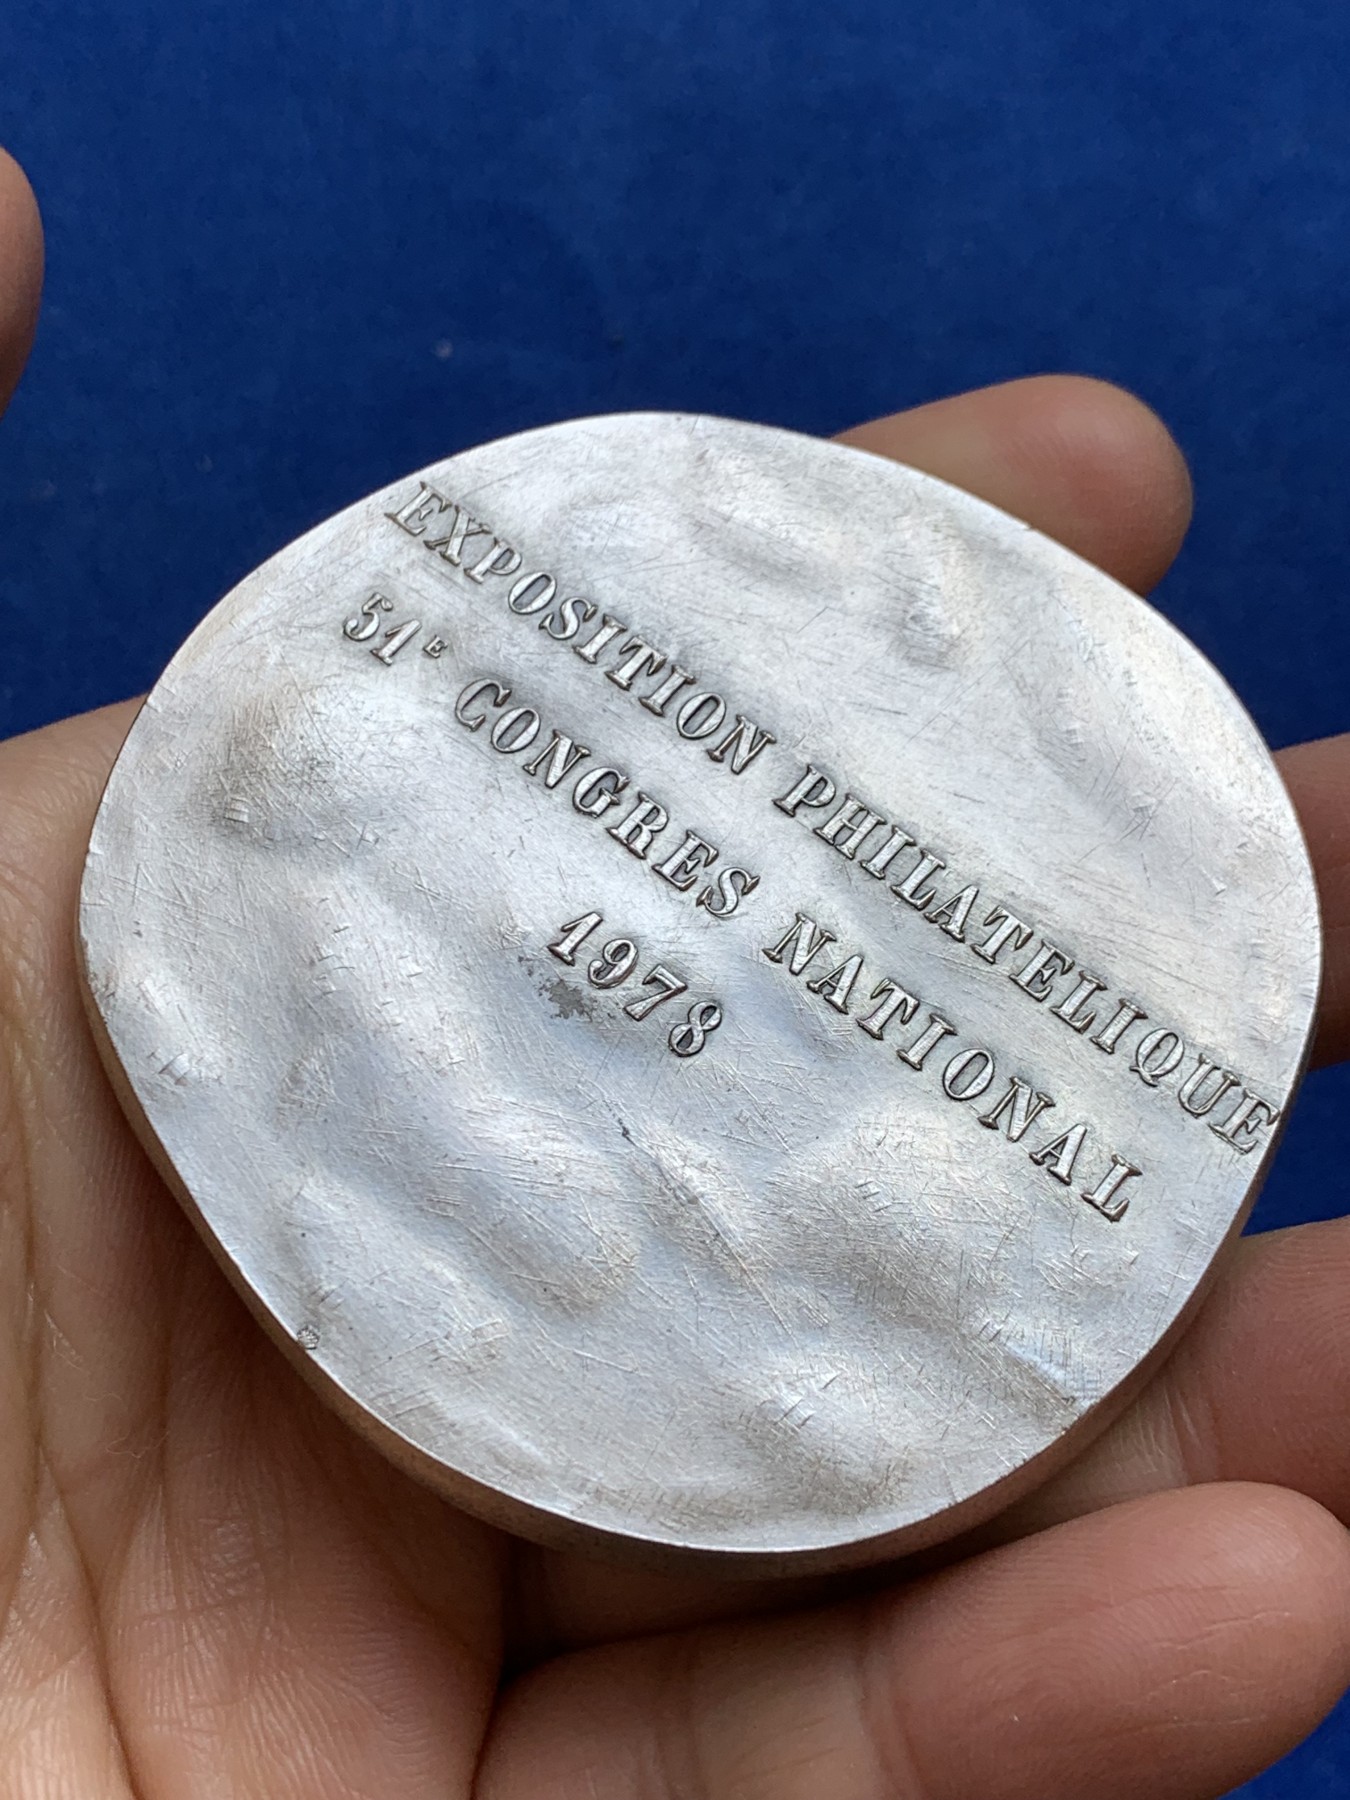 EXPOSITION PHILATELIQUE
51E CONGRES NATIONAL
1978